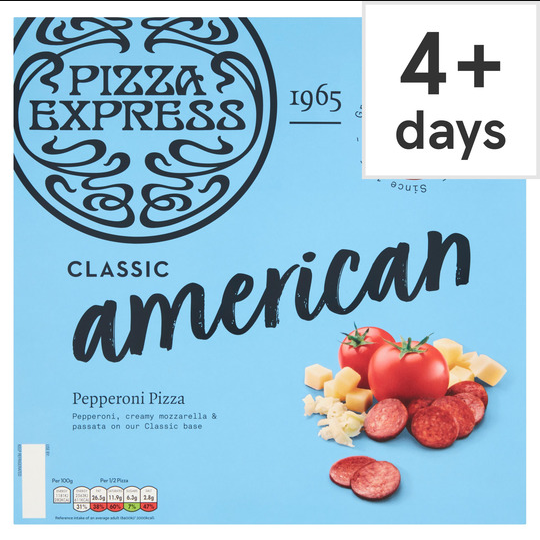 PIZZA
EXPRESS
1965
4+
days
Since
CLASSIC
american
Pepperoni Pizza
Pepperoni, creamy mozzarella &
passata on our Classic base
Per 100g
Per 1/2 Pizza
26.5g 11.9g 6.3g 2.8g
31% 38% 60% 7% 47%